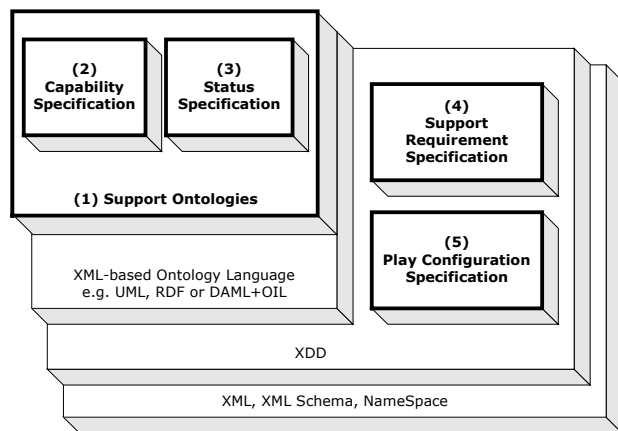 (2)
Capability
Specification
(3)
Status
Specification
(1) Support Ontologies
(4)
Support
Requirement
Specification
(5)
Play Configuration
Specification
XML-based Ontology Language
e.g. UML, RDF or DAML+OIL
XDD
XML, XML Schema, NameSpace